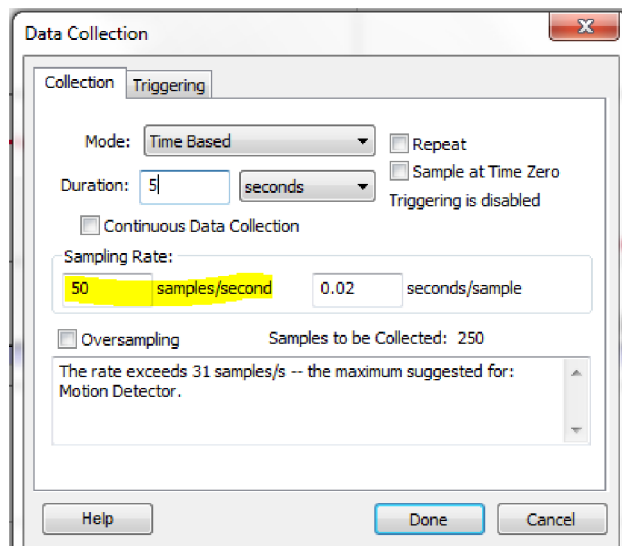 Data Collection
Collection Triggering
Mode: Time Based Repeat
Sample at Time Zero
Duration: 5 seconds
Triggering is disabled
Continuous Data Collection
Sampling Rate:
50 samples/second 0.02 seconds/sample
Oversampling Samples to be Collected: 250
The rate exceeds 31 samples/s -- the maximum suggested for:
Motion Detector.
Help Done Cancel